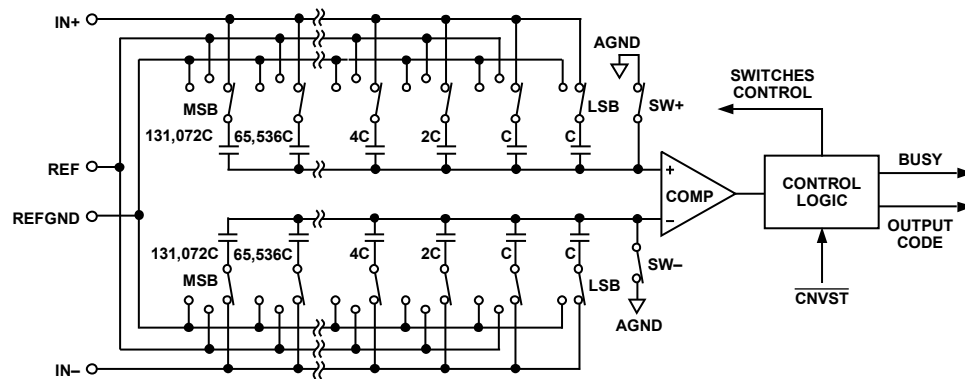 IN+
AGND
SWITCHES
CONTROL
MSB
LSB
SW+
131,072C 65,536C 4C 2C C C
REF
+
COMP
–
CONTROL
LOGIC
BUSY
REFGND
OUTPUT
CODE
131,072C 65,536C 4C 2C C C
MSB
LSB
SW–
CNVST
AGND
IN–